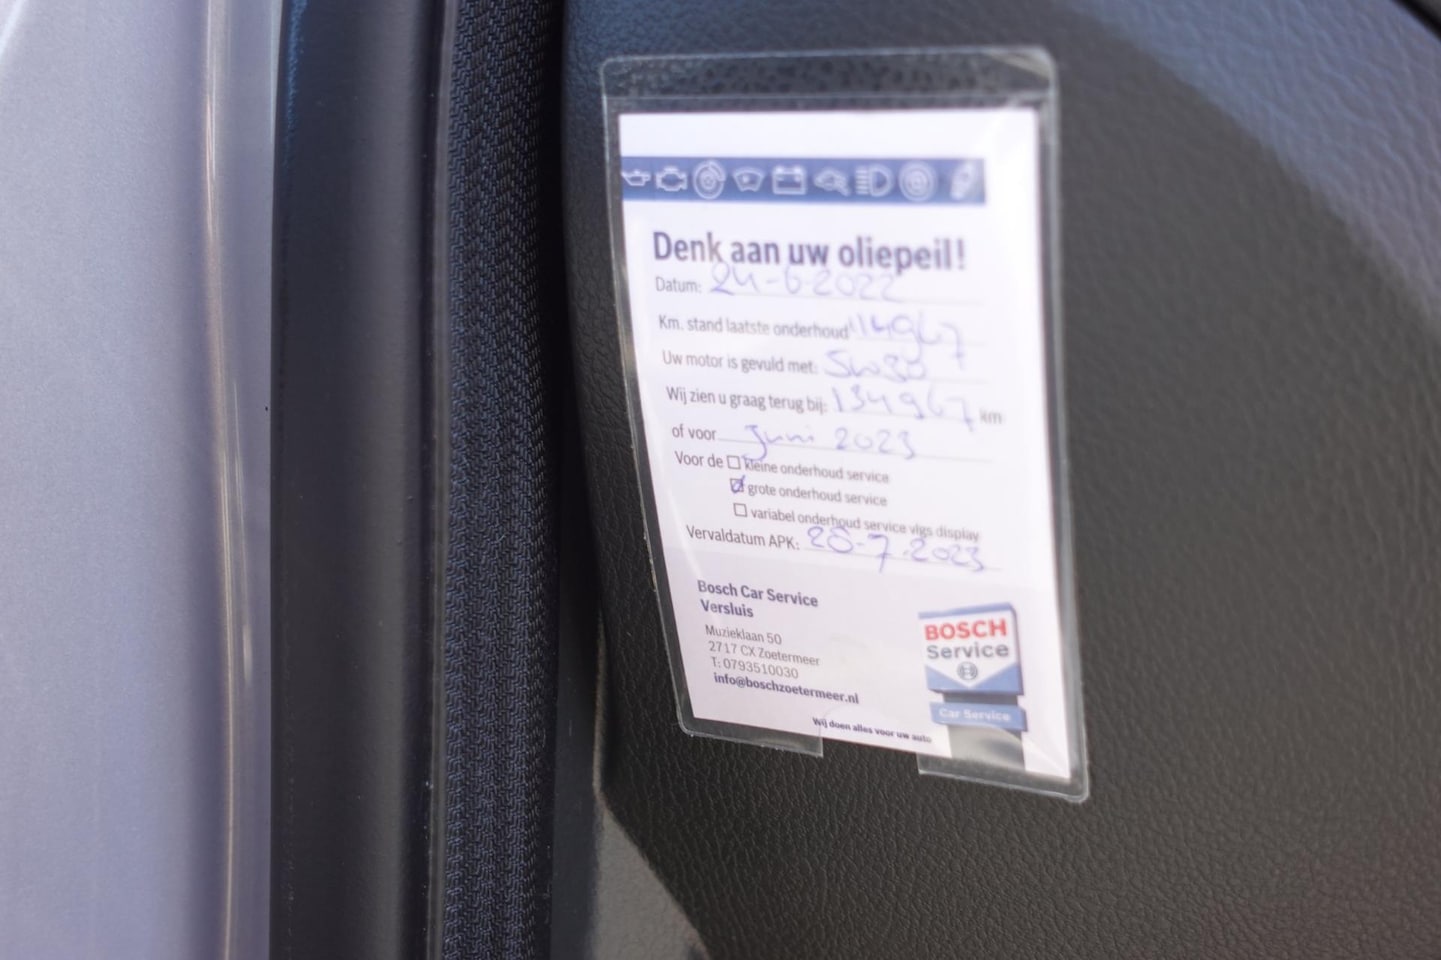 Denk aan uw oliepeil!
Datum: 24-6-2022
Km. stand laatste onderhoud 114967
Uw motor is gevuld met: 5w30
Wij zien u graag terug bij: 134967 km
of voor juni 2023
Voor de kleine onderhoud service
grote onderhoud service
variabel onderhoud service vlgs display
Vervaldatum APK: 28-7-2023
Bosch Car Service
Versluis
Muzieklaan 50
2717 CX Zoetermeer
T: 0793510030
info@boschzoetermeer.nl
BOSCH
Service
Car Service
Wij doen alles voor uw auto